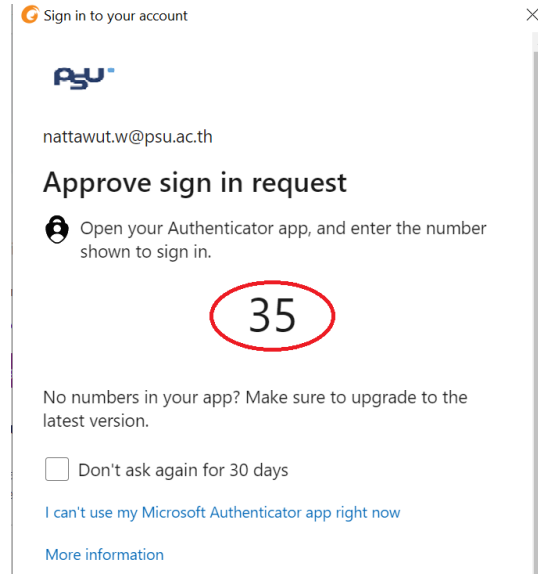 Sign in to your account
PSU
nattawut.w@psu.ac.th
Approve sign in request
Open your Authenticator app, and enter the number
shown to sign in.
35
No numbers in your app? Make sure to upgrade to the
latest version.
Don't ask again for 30 days
I can't use my Microsoft Authenticator app right now
More information